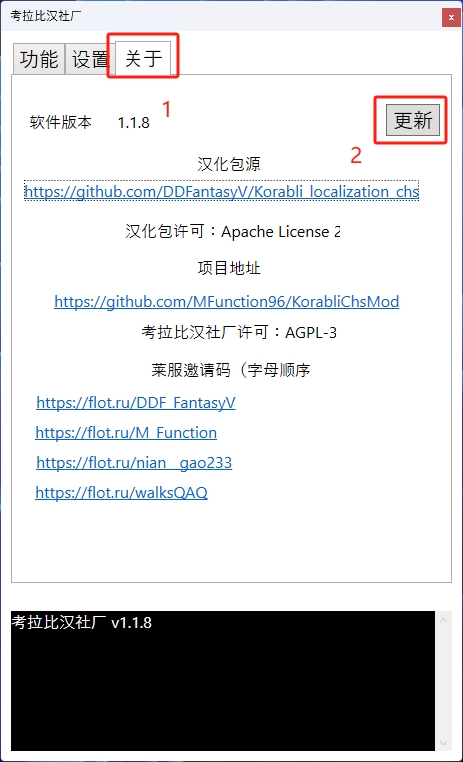 考拉比汉社厂
功能 设置 关于
1
软件版本 1.1.8 更新
2
汉化包源
https://github.com/DDFantasyV/Korabli_localization_chs
汉化包许可：Apache License 2
项目地址
https://github.com/MFunction96/KorabliChsMod
考拉比汉社厂许可：AGPL-3
莱服邀请码（字母顺序
https://flot.ru/DDF_FantasyV
https://flot.ru/M_Function
https://flot.ru/nian__gao233
https://flot.ru/walksQAQ
考拉比汉社厂 v1.1.8